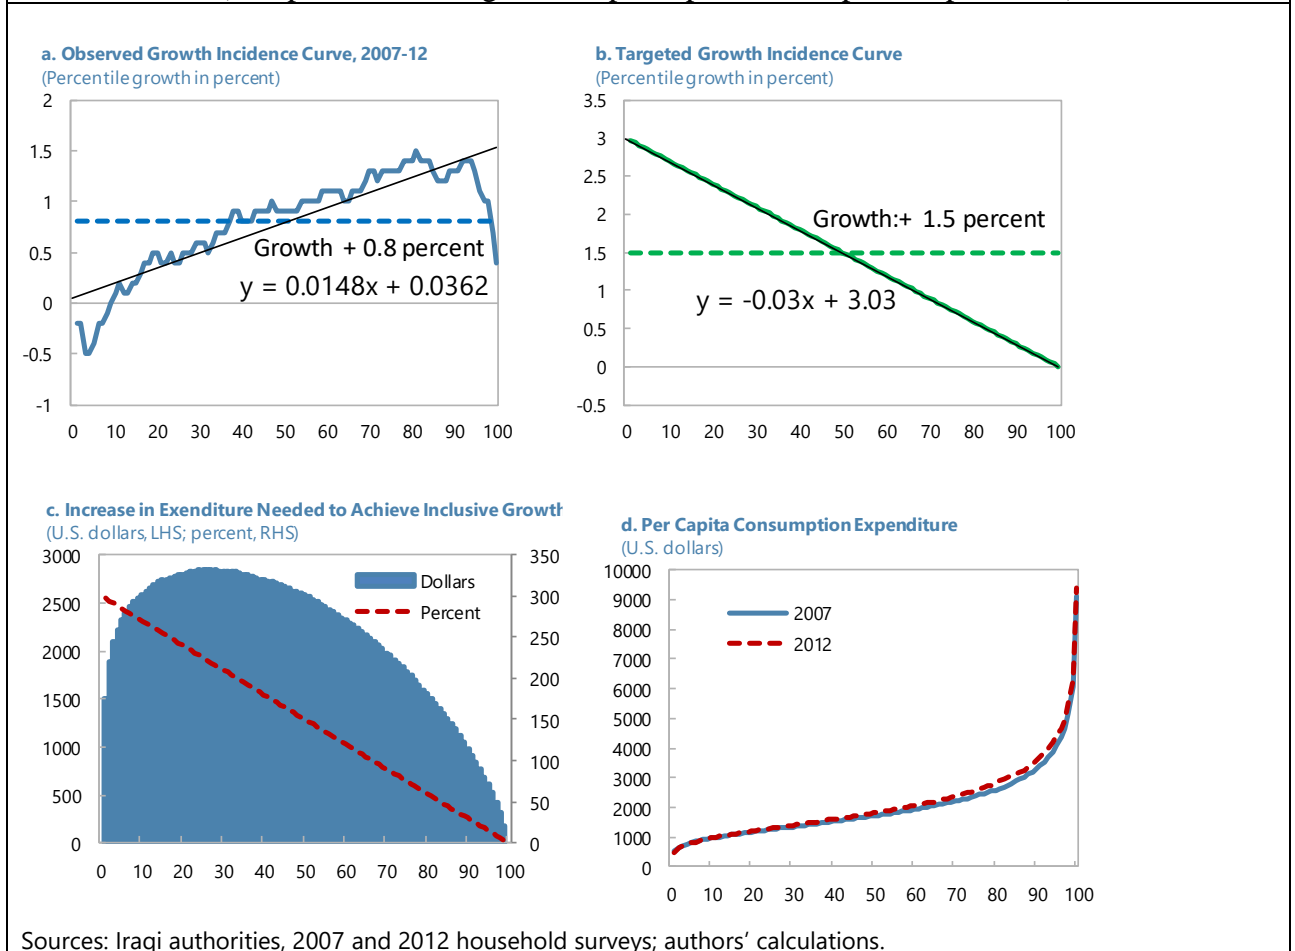 a. Observed Growth Incidence Curve, 2007-12
(Percentile growth in percent)
2
1.5
1
0.5
0
-0.5
-1
Growth + 0.8 percent
y = 0.0148x + 0.0362
0 10 20 30 40 50 60 70 80 90 100
b. Targeted Growth Incidence Curve
(Percentile growth in percent)
3.5
3
2.5
2
1.5
1
0.5
0
-0.5
Growth:+ 1.5 percent
y = -0.03x + 3.03
0 10 20 30 40 50 60 70 80 90 100
c. Increase in Exenditure Needed to Achieve Inclusive Growth
(U.S. dollars, LHS; percent, RHS)
3000
2500
2000
1500
1000
500
0
350
300
250
200
150
100
50
0
Dollars
Percent
0 10 20 30 40 50 60 70 80 90 100
d. Per Capita Consumption Expenditure
(U.S. dollars)
10000
9000
8000
7000
6000
5000
4000
3000
2000
1000
0
2007
2012
0 10 20 30 40 50 60 70 80 90 100
Sources: Iraqi authorities, 2007 and 2012 household surveys; authors' calculations.